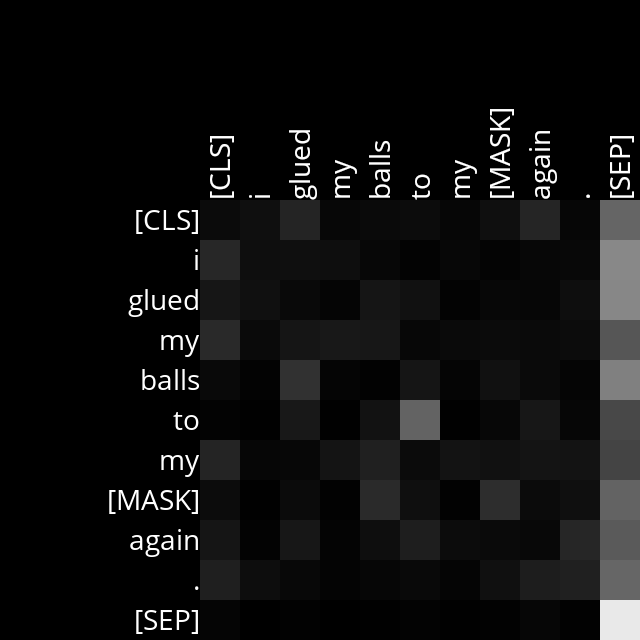 [CLS] i glued my balls to my [MASK] again . [SEP]
[CLS]
i
glued
my
balls
to
my
[MASK]
again
.
[SEP]